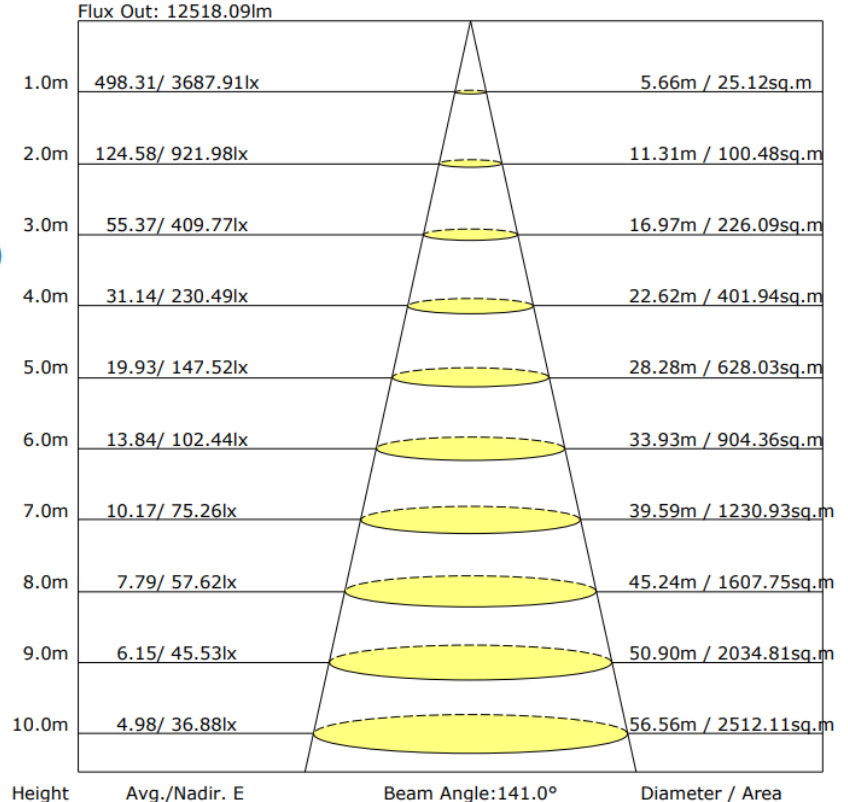 Flux Out: 12518.09lm
1.0m 498.31/ 3687.91lx 5.66m / 25.12sq.m
2.0m 124.58/ 921.98lx 11.31m / 100.48sq.m
3.0m 55.37/ 409.77lx 16.97m / 226.09sq.m
4.0m 31.14/ 230.49lx 22.62m / 401.94sq.m
5.0m 19.93/ 147.52lx 28.28m / 628.03sq.m
6.0m 13.84/ 102.44lx 33.93m / 904.36sq.m
7.0m 10.17/ 75.26lx 39.59m / 1230.93sq.m
8.0m 7.79/ 57.62lx 45.24m / 1607.75sq.m
9.0m 6.15/ 45.53lx 50.90m / 2034.81sq.m
10.0m 4.98/ 36.88lx 56.56m / 2512.11sq.m
Height Avg./Nadir. E Beam Angle:141.0° Diameter / Area